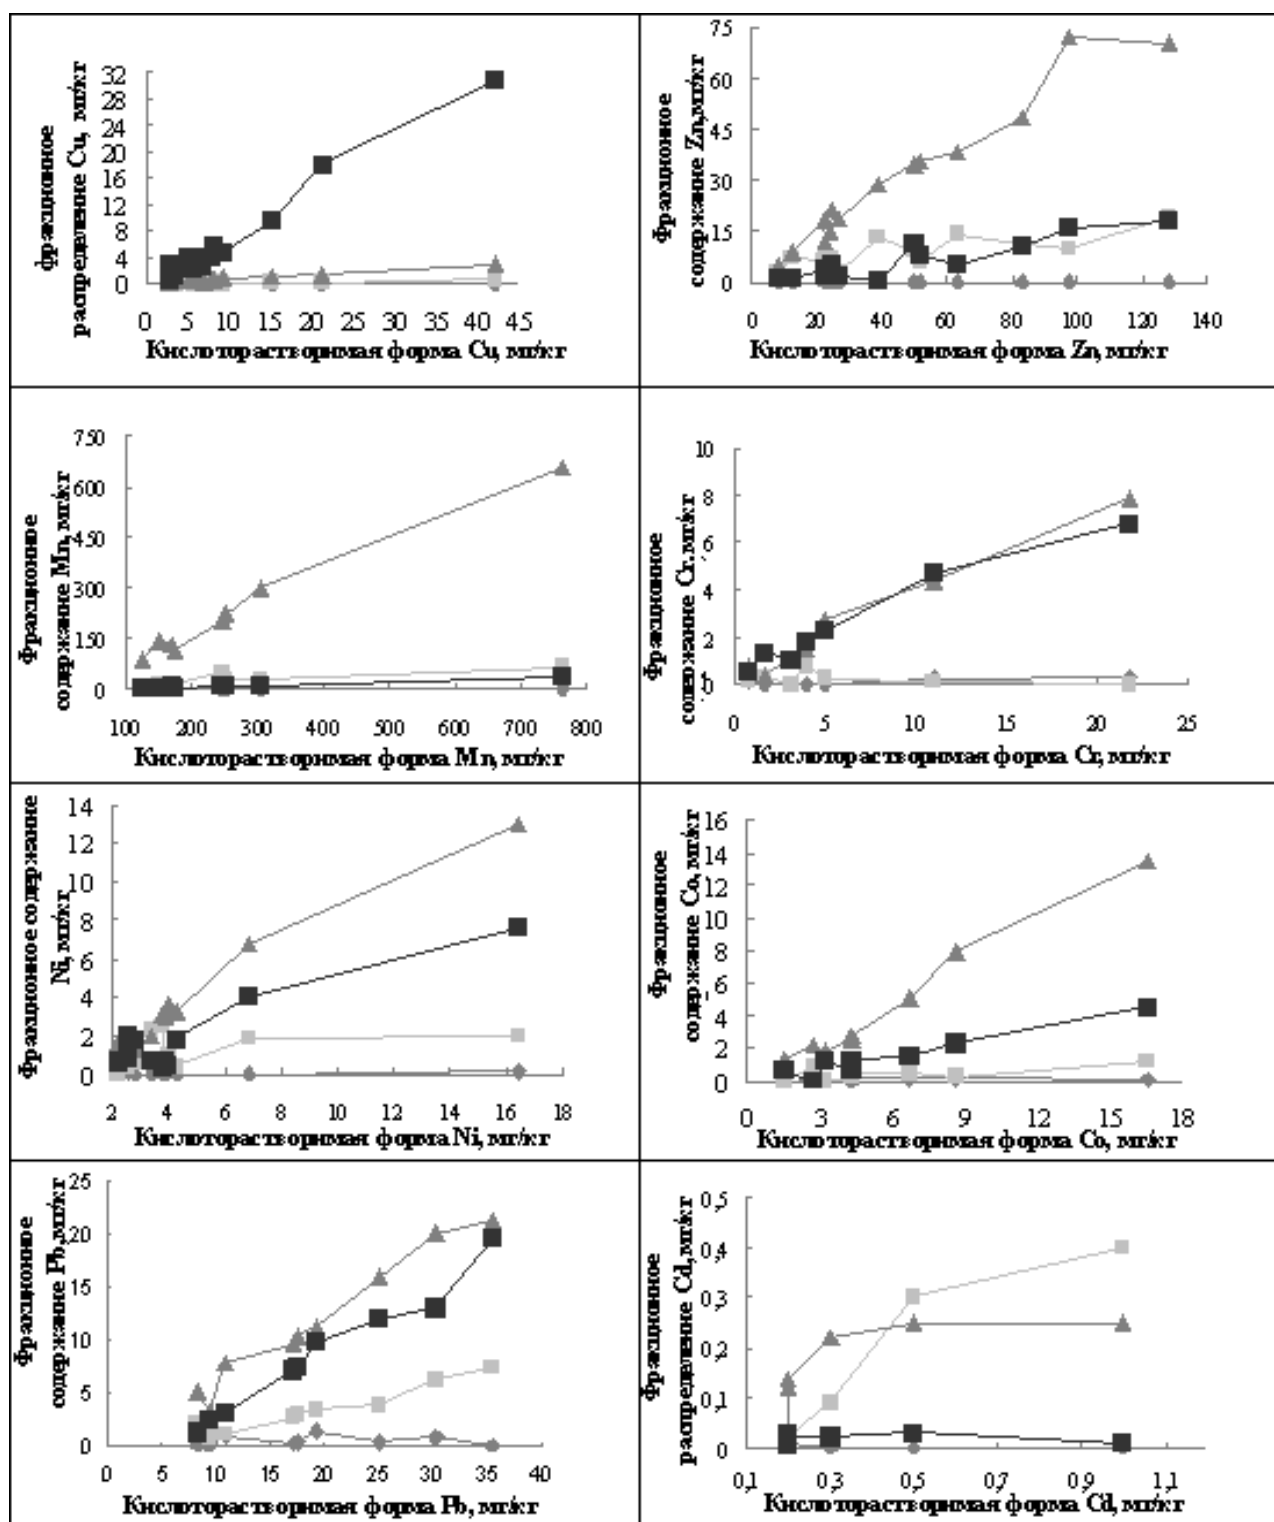 фракционное
распределение Cu, мг/кг
32
28
24
20
16
12
8
4
0
0 5 10 15 20 25 30 35 40 45
Кислоторастворимая форма Cu, мг/кг
Фракционное
содержание Zn,мг/кг
75
60
45
30
15
0
0 20 40 60 80 100 120 140
Кислоторастворимая форма Zn, мг/кг
Фракционное
содержание Mn, мг/кг
750
600
450
300
150
0
100 200 300 400 500 600 700 800
Кислоторастворимая форма Mn, мг/кг
Фракционное
содержание Cr. мг/кг
10
8
6
4
2
0
0 5 10 15 20 25
Кислоторастворимая форма Cr, мг/кг
Фракционное содержание
Ni, мг/кг
14
12
10
8
6
4
2
0
2 4 6 8 10 12 14 16 18
Кислоторастворимая форма Ni, мг/кг
Фракционное
содержание Co, мг/кг
16
14
12
10
8
6
4
2
0
0 3 6 9 12 15 18
Кислоторастворимая форма Co, мг/кг
Фракционное
содержание Pb,мг/кг
25
20
15
10
5
0
0 5 10 15 20 25 30 35 40
Кислоторастворимая форма Pb, мг/кг
Фракционное
распределение Cd, мг/кг
0,5
0,4
0,3
0,2
0,1
0
0,1 0,3 0,5 0,7 0,9 1,1
Кислоторастворимая форма Cd, мг/кг